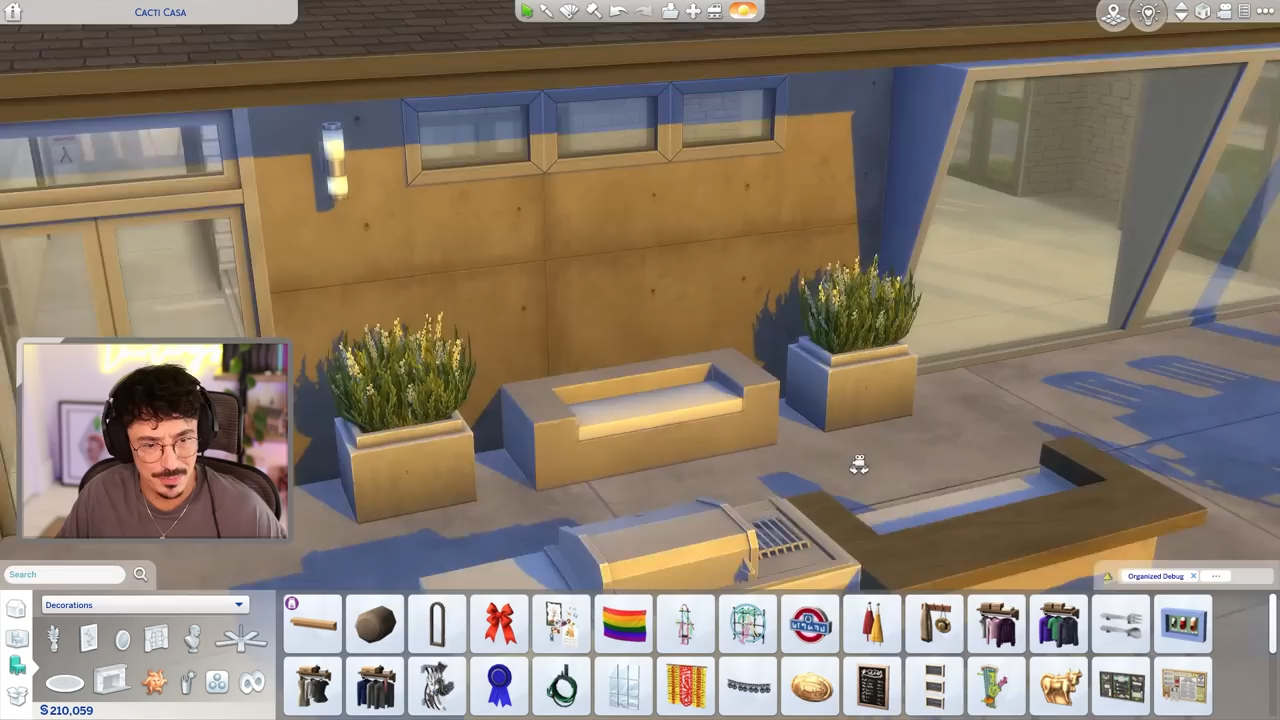 CACTI CASA
Search
Organized Debug
Decorations
§210,059